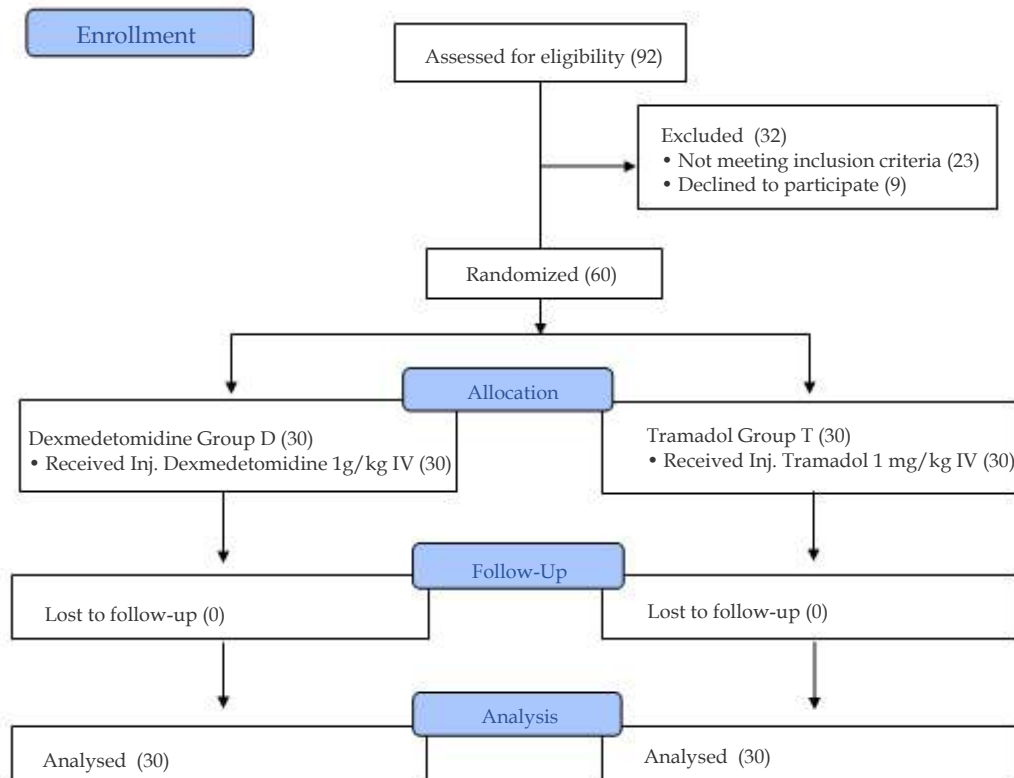 Enrollment
Assessed for eligibility (92)
Excluded (32)
• Not meeting inclusion criteria (23)
• Declined to participate (9)
Randomized (60)
Allocation
Dexmedetomidine Group D (30)
• Received Inj. Dexmedetomidine 1g/kg IV (30)
Tramadol Group T (30)
• Received Inj. Tramadol 1 mg/kg IV (30)
Follow-Up
Lost to follow-up (0)
Lost to follow-up (0)
Analysis
Analysed (30)
Analysed (30)